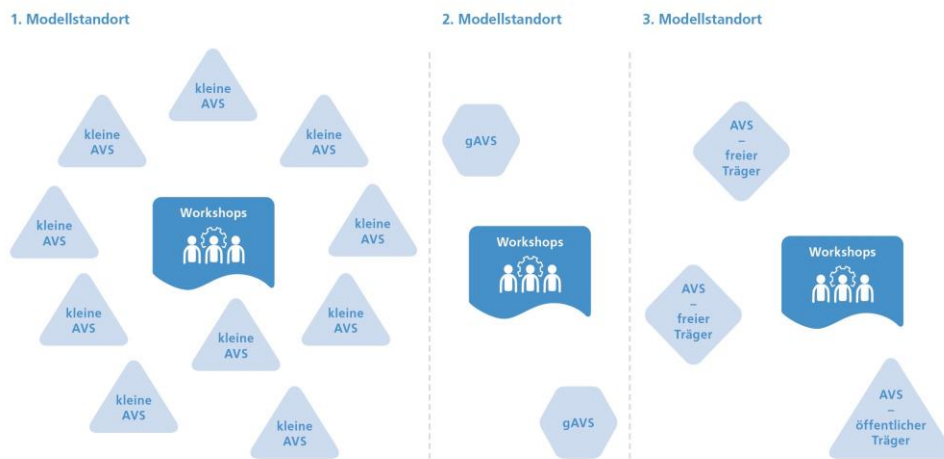 1. Modellstandort
kleine
AVS
kleine
AVS
kleine
AVS
kleine
AVS
Workshops
kleine
AVS
kleine
AVS
kleine
AVS
kleine
AVS
kleine
AVS
kleine
AVS
2. Modellstandort
gAVS
Workshops
gAVS
3. Modellstandort
AVS
–
freier
Träger
Workshops
AVS
–
freier
Träger
AVS
–
öffentlicher
Träger